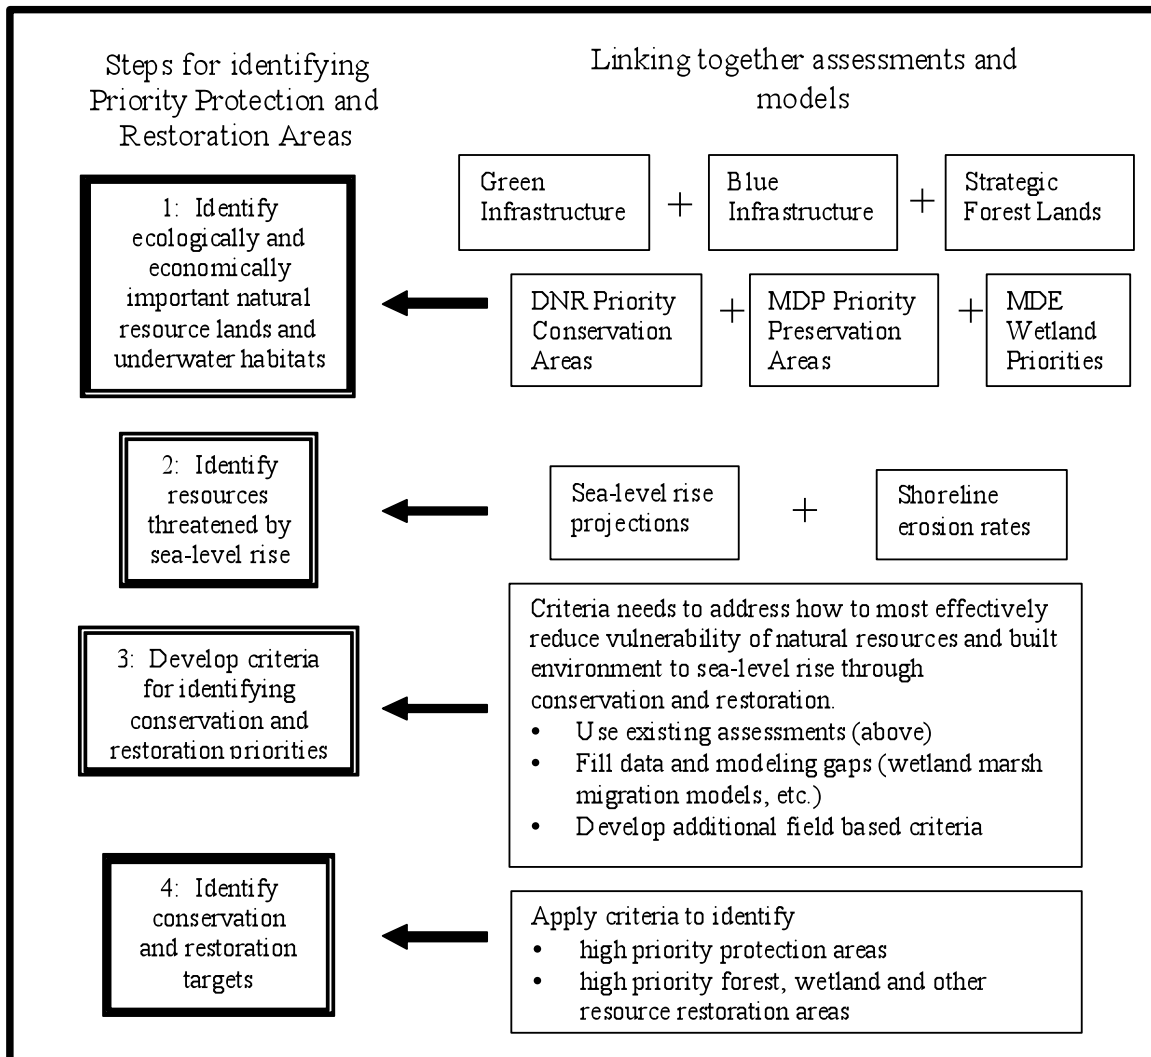 Steps for identifying
Priority Protection and
Restoration Areas
Linking together assessments and
models
1: Identify
ecologically and
economically
important natural
resource lands and
underwater habitats
Green
Infrastructure
+
Blue
Infrastructure
+
Strategic
Forest Lands
DNR Priority
Conservation
Areas
+
MDP Priority
Preservation
Areas
+
MDE
Wetland
Priorities
2: Identify
resources
threatened by
sea-level rise
Sea-level rise
projections
+
Shoreline
erosion rates
3: Develop criteria
for identifying
conservation and
restoration priorities
Criteria needs to address how to most effectively
reduce vulnerability of natural resources and built
environment to sea-level rise through
conservation and restoration.
• Use existing assessments (above)
• Fill data and modeling gaps (wetland marsh
migration models, etc.)
• Develop additional field based criteria
4: Identify
conservation
and restoration
targets
Apply criteria to identify
• high priority protection areas
• high priority forest, wetland and other
resource restoration areas